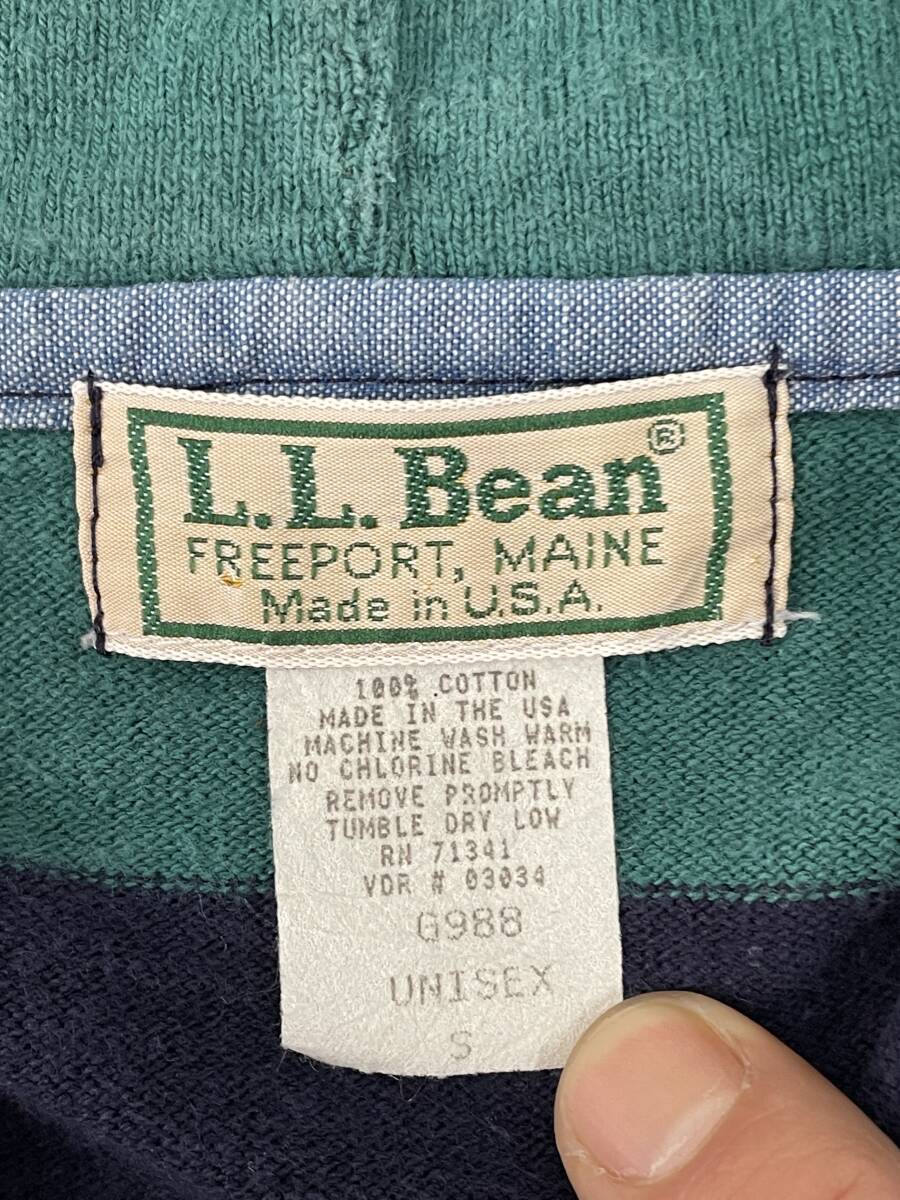 L.L.Bean®
FREEPORT, MAINE
Made in U.S.A.
100% COTTON
MADE IN THE USA
MACHINE WASH WARM
NO CHLORINE BLEACH
REMOVE PROMPTLY
TUMBLE DRY LOW
RN 71341
VDR # 03034
G988
UNISEX
S